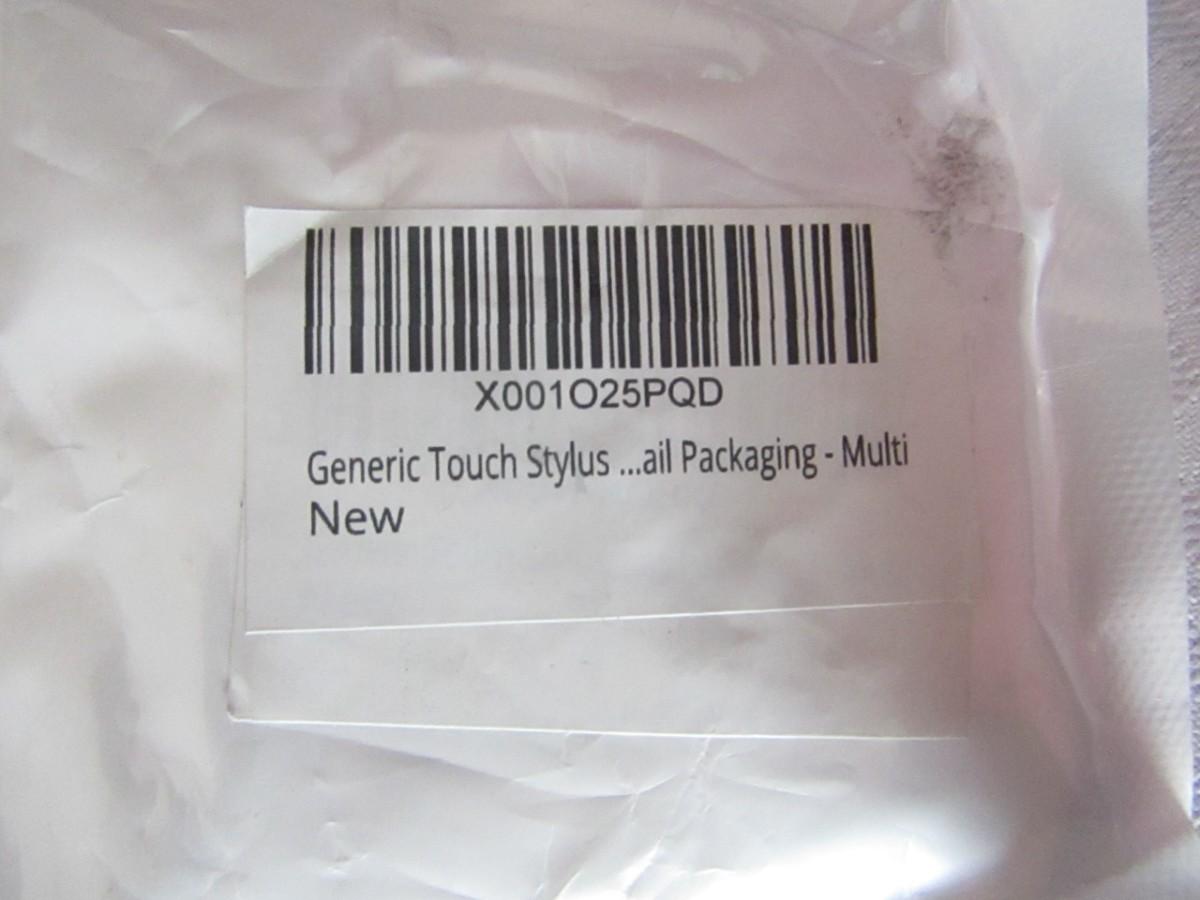 X001O25PQD
Generic Touch Stylus ...ail Packaging - Multi
New